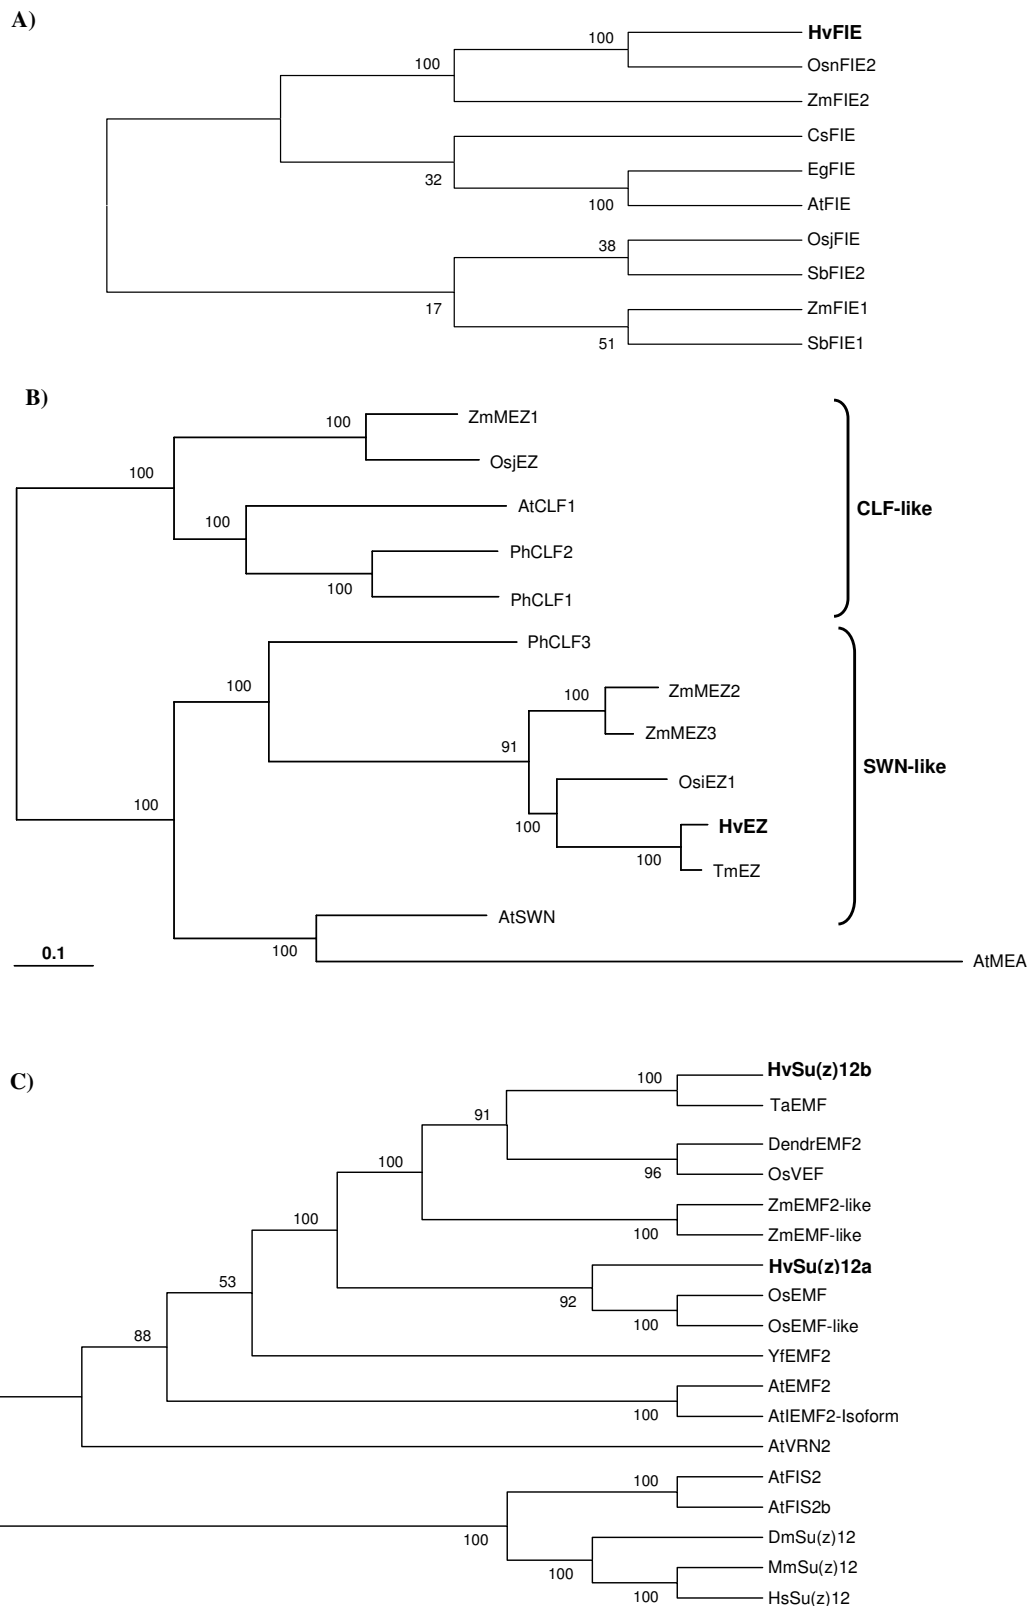 A)
100
HvFIE
OsnFIE2
100
ZmFIE2
CsFIE
32
EgFIE
100
AtFIE
38
OsjFIE
SbFIE2
17
ZmFIE1
51
SbFIE1
B)
100
ZmMEZ1
OsjEZ
100
AtCLF1
100
PhCLF2
100
PhCLF1
CLF-like
PhCLF3
100
100
ZmMEZ2
ZmMEZ3
91
OsiEZ1
100
HvEZ
100
TmEZ
SWN-like
100
AtSWN
100
AtMEA
0.1
C)
100
HvSu(z)12b
TaEMF
91
DendrEMF2
96
OsVEF
100
ZmEMF2-like
100
ZmEMF-like
100
HvSu(z)12a
92
OsEMF
100
OsEMF-like
53
YfEMF2
88
AtEMF2
100
AtIEMF2-Isoform
AtVRN2
100
AtFIS2
AtFIS2b
100
DmSu(z)12
100
MmSu(z)12
100
HsSu(z)12